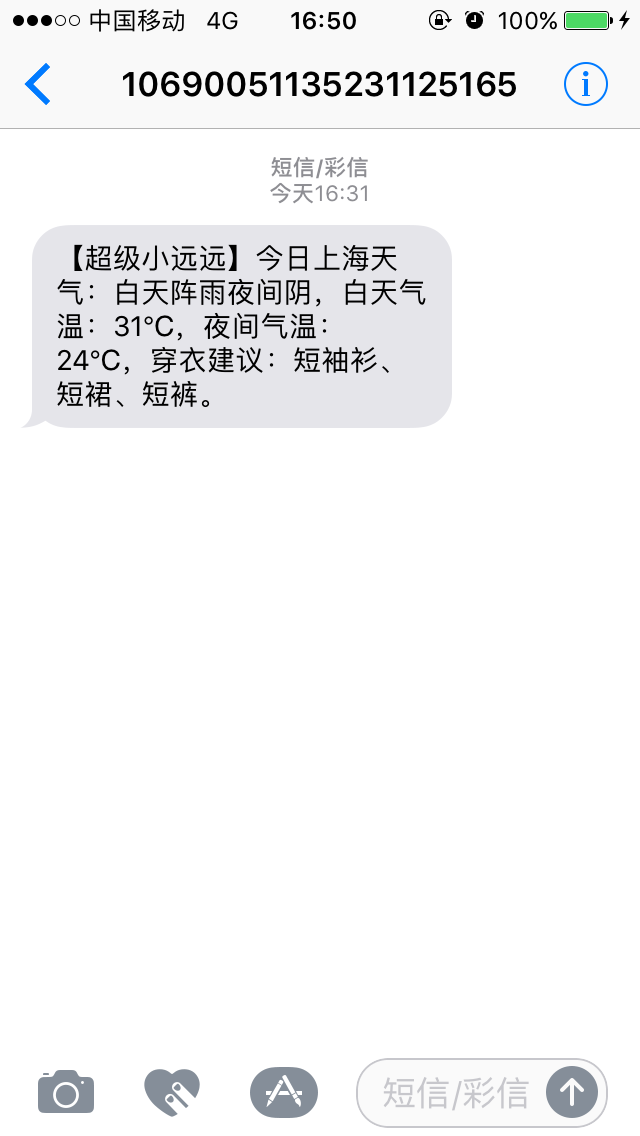 中国移动 4G 16:50 100%
10690051135231125165
短信/彩信
今天16:31
【超级小远远】今日上海天
气：白天阵雨夜间阴，白天气
温：31℃，夜间气温：
24℃，穿衣建议：短袖衫、
短裙、短裤。
短信/彩信